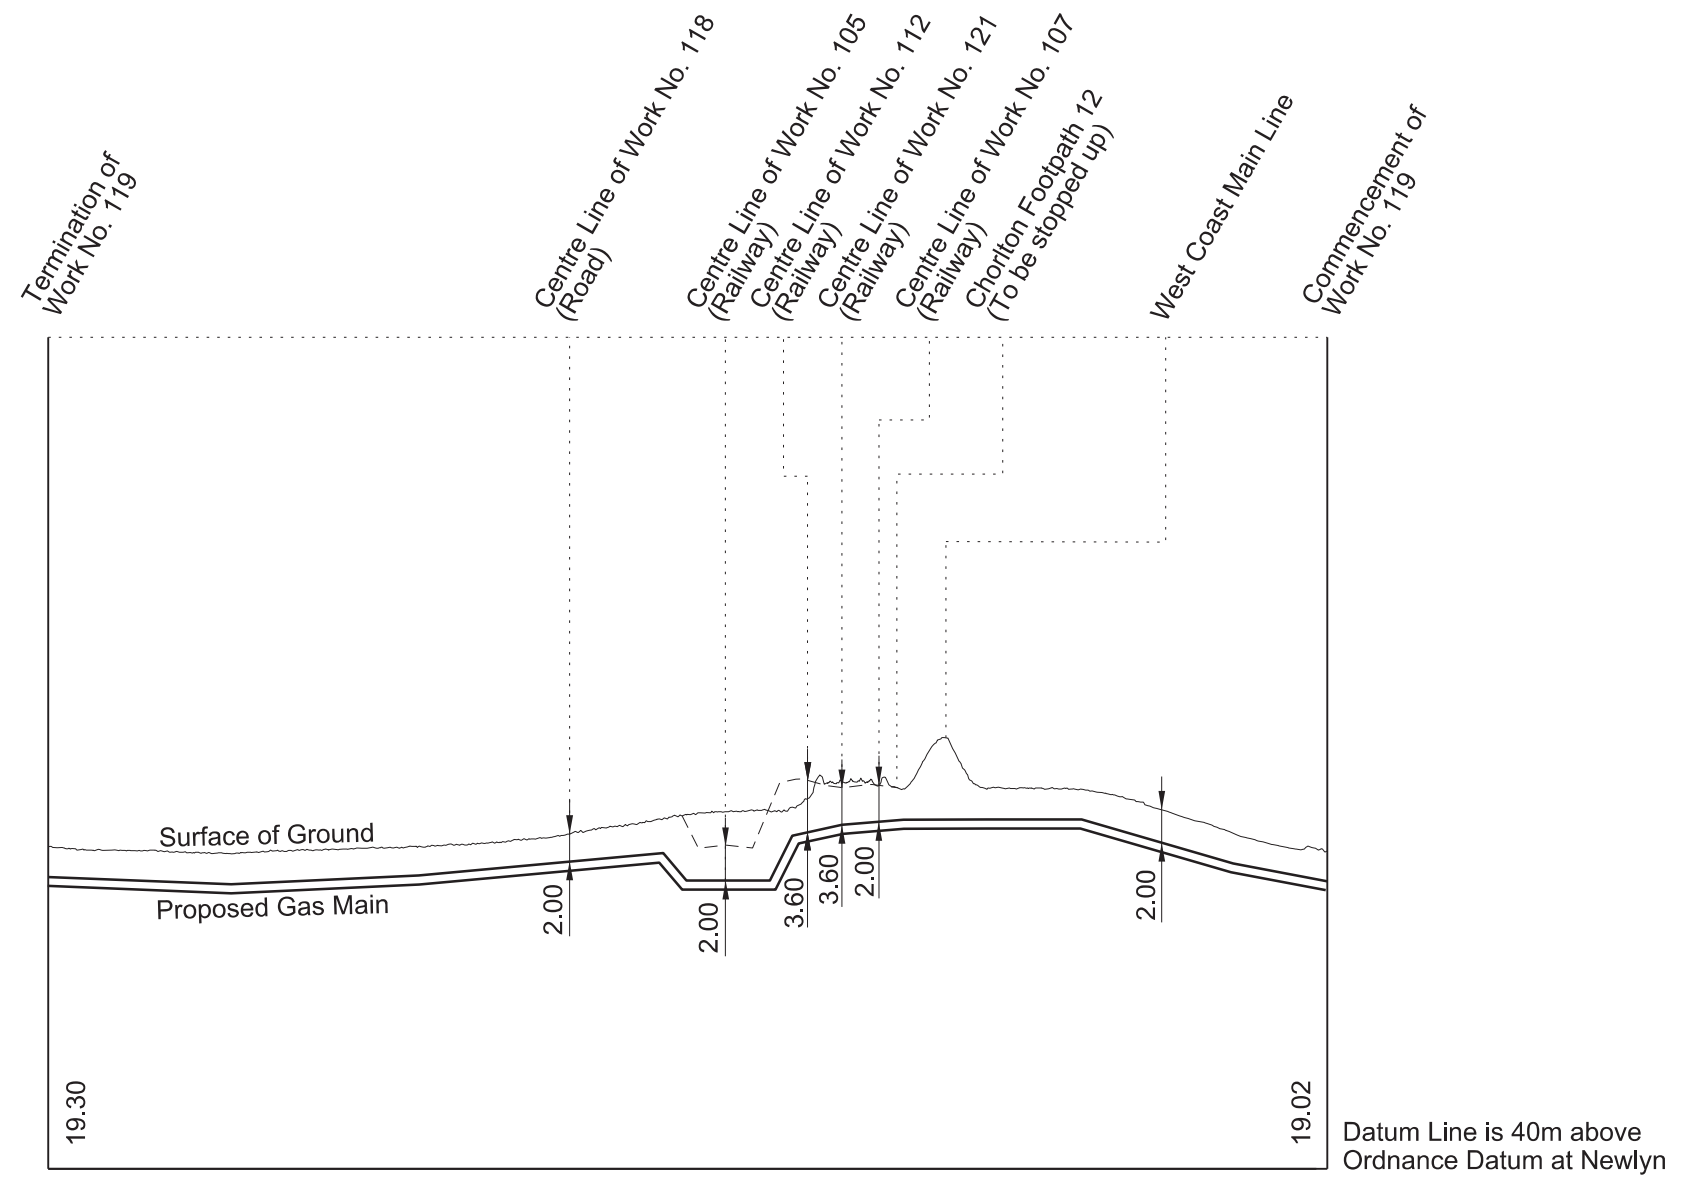 Termination of
Work No. 119
Centre Line of Work No. 118
(Road)
Centre Line of Work No. 105
(Railway)
Centre Line of Work No. 112
(Railway)
Centre Line of Work No. 121
(Railway)
Centre Line of Work No. 107
(Railway)
Chorlton Footpath 12
(To be stopped up)
West Coast Main Line
Commencement of
Work No. 119
Surface of Ground
Proposed Gas Main
2.00
2.00
3.60
3.60
2.00
2.00
19.30
19.02
Datum Line is 40m above
Ordnance Datum at Newlyn